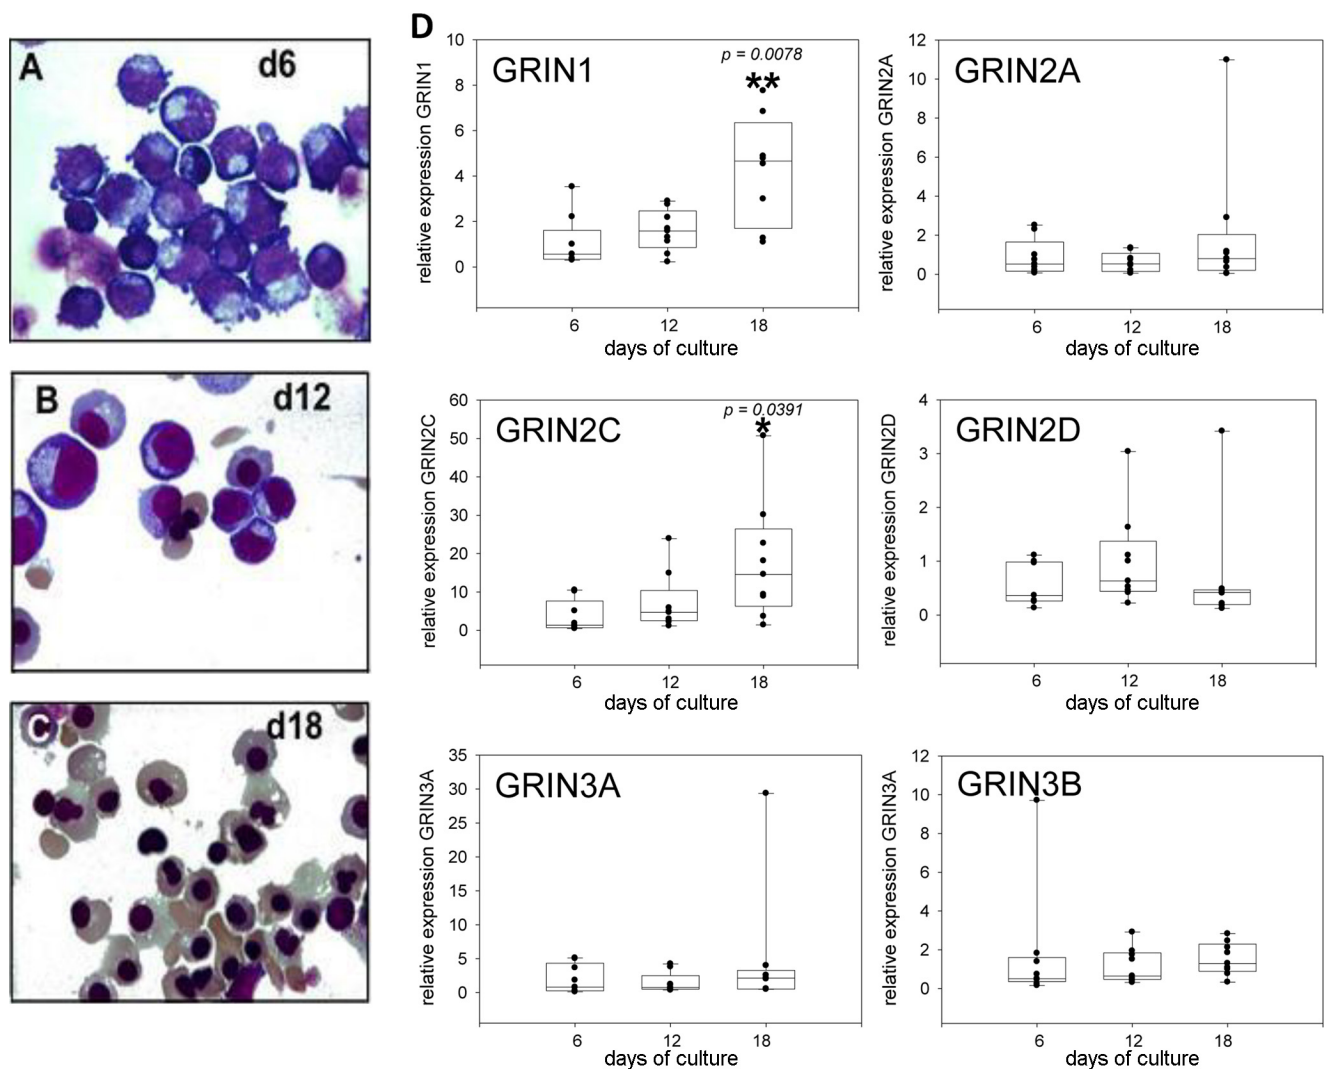 A
d6
B
d12
C
d18
D
relative expression GRIN1
10
8
6
4
2
0
GRIN1
p = 0.0078
**
6
12
18
days of culture
relative expression GRIN2A
12
10
8
6
4
2
0
GRIN2A
6
12
18
days of culture
relative expression GRIN2C
60
50
40
30
20
10
0
GRIN2C
p = 0.0391
*
6
12
18
days of culture
relative expression GRIN2D
4
3
2
1
0
GRIN2D
6
12
18
days of culture
relative expression GRIN3A
35
30
25
20
15
10
5
0
GRIN3A
6
12
18
days of culture
relative expression GRIN3A
12
10
8
6
4
2
0
GRIN3B
6
12
18
days of culture